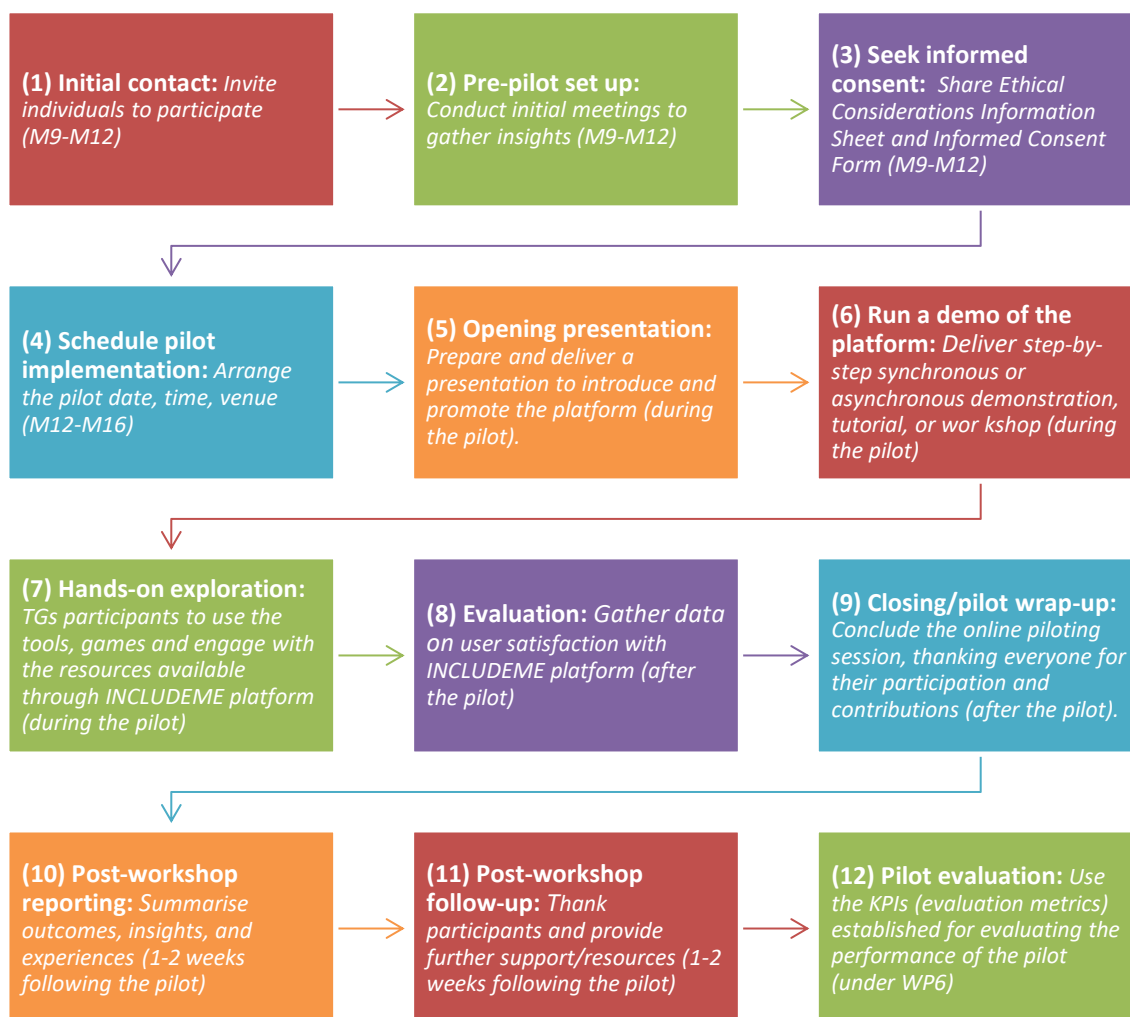 (1) Initial contact: Invite
individuals to participate
(M9-M12)
(2) Pre-pilot set up:
Conduct initial meetings to
gather insights (M9-M12)
(3) Seek informed
consent: Share Ethical
Considerations Information
Sheet and Informed Consent
Form (M9-M12)
(4) Schedule pilot
implementation: Arrange
the pilot date, time, venue
(M12-M16)
(5) Opening presentation:
Prepare and deliver a
presentation to introduce and
promote the platform (during
the pilot).
(6) Run a demo of the
platform: Deliver step-by-
step synchronous or
asynchronous demonstration,
tutorial, or wor kshop (during
the pilot)
(7) Hands-on exploration:
TGs participants to use the
tools, games and engage with
the resources available
through INCLUDEME platform
(during the pilot)
(8) Evaluation: Gather data
on user satisfaction with
INCLUDEME platform (after
the pilot)
(9) Closing/pilot wrap-up:
Conclude the online piloting
session, thanking everyone for
their participation and
contributions (after the pilot).
(10) Post-workshop
reporting: Summarise
outcomes, insights, and
experiences (1-2 weeks
following the pilot)
(11) Post-workshop
follow-up: Thank
participants and provide
further support/resources (1-2
weeks following the pilot)
(12) Pilot evaluation: Use
the KPIs (evaluation metrics)
established for evaluating the
performance of the pilot
(under WP6)